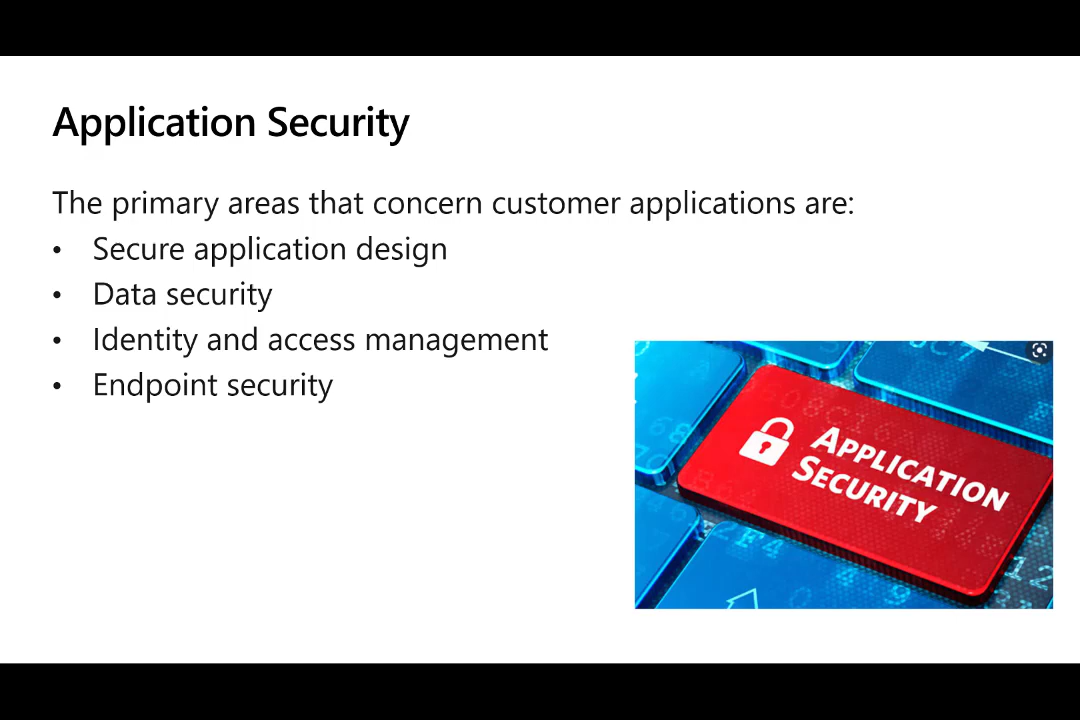 Application Security
The primary areas that concern customer applications are:
• Secure application design
• Data security
• Identity and access management
• Endpoint security
APPLICATION
SECURITY